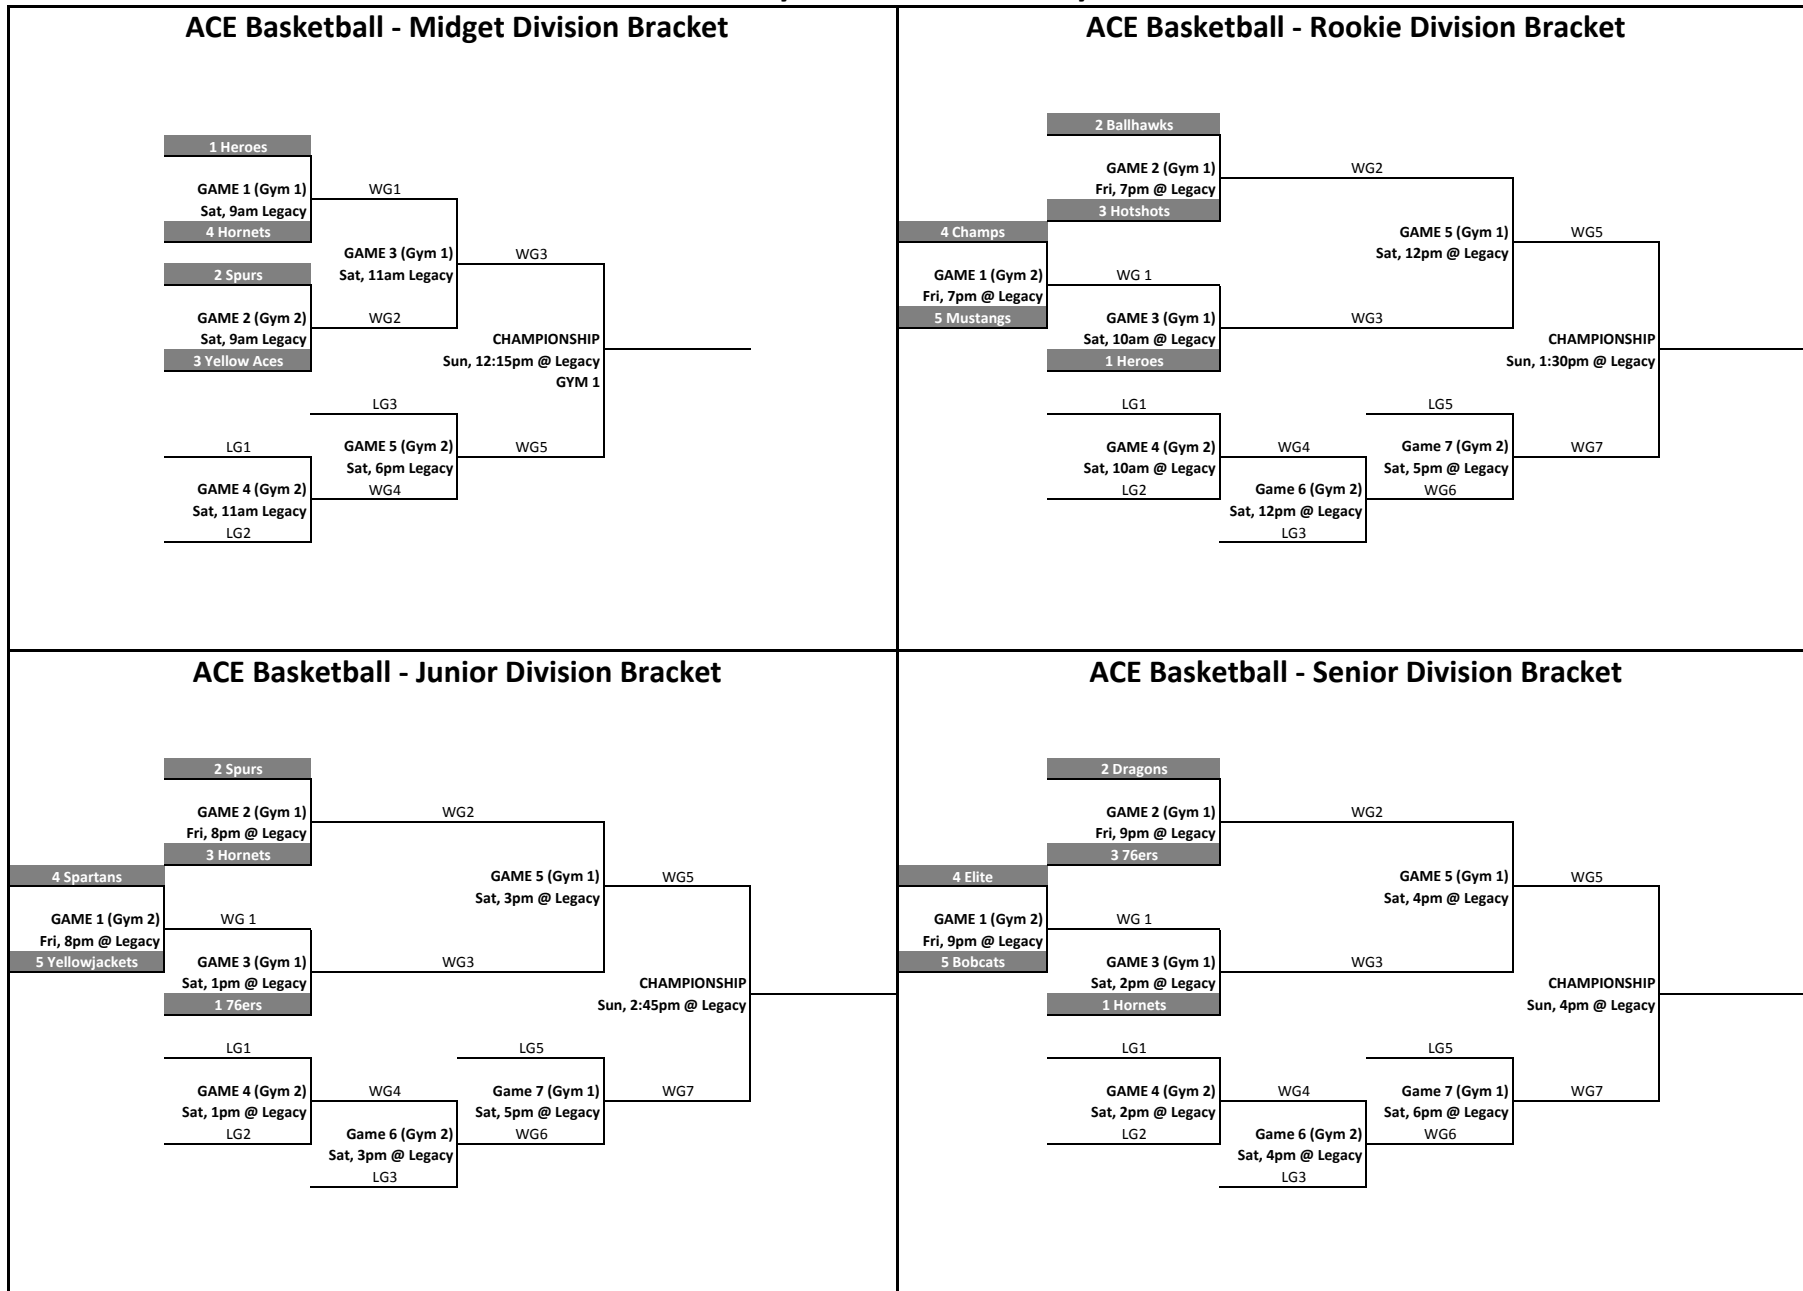 ACE Basketball - Midget Division Bracket
1 Heroes
GAME 1 (Gym 1)
WG1
Sat, 9am Legacy
4 Hornets
GAME 3 (Gym 1)
WG3
Sat, 11am Legacy
2 Spurs
GAME 2 (Gym 2)
WG2
Sat, 9am Legacy
3 Yellow Aces
CHAMPIONSHIP
Sun, 12:15pm @ Legacy
GYM 1
LG3
LG1
GAME 5 (Gym 2)
WG5
Sat, 6pm Legacy
WG4
GAME 4 (Gym 2)
Sat, 11am Legacy
LG2
ACE Basketball - Rookie Division Bracket
2 Ballhawks
GAME 2 (Gym 1)
WG2
Fri, 7pm @ Legacy
3 Hotshots
4 Champs
GAME 5 (Gym 1)
WG5
Sat, 12pm @ Legacy
GAME 1 (Gym 2)
WG 1
Fri, 7pm @ Legacy
5 Mustangs
GAME 3 (Gym 1)
WG3
Sat, 10am @ Legacy
1 Heroes
CHAMPIONSHIP
Sun, 1:30pm @ Legacy
LG1
LG5
GAME 4 (Gym 2)
WG4
Game 7 (Gym 2)
WG7
Sat, 10am @ Legacy
Sat, 5pm @ Legacy
LG2
Game 6 (Gym 2)
WG6
Sat, 12pm @ Legacy
LG3
ACE Basketball - Junior Division Bracket
2 Spurs
GAME 2 (Gym 1)
WG2
Fri, 8pm @ Legacy
3 Hornets
4 Spartans
GAME 5 (Gym 1)
WG5
Sat, 3pm @ Legacy
GAME 1 (Gym 2)
WG 1
Fri, 8pm @ Legacy
5 Yellowjackets
GAME 3 (Gym 1)
WG3
Sat, 1pm @ Legacy
1 76ers
CHAMPIONSHIP
Sun, 2:45pm @ Legacy
LG1
LG5
GAME 4 (Gym 2)
WG4
Game 7 (Gym 1)
WG7
Sat, 1pm @ Legacy
Sat, 5pm @ Legacy
LG2
Game 6 (Gym 2)
WG6
Sat, 3pm @ Legacy
LG3
ACE Basketball - Senior Division Bracket
2 Dragons
GAME 2 (Gym 1)
WG2
Fri, 9pm @ Legacy
3 76ers
4 Elite
GAME 5 (Gym 1)
WG5
Sat, 4pm @ Legacy
GAME 1 (Gym 2)
WG 1
Fri, 9pm @ Legacy
5 Bobcats
GAME 3 (Gym 1)
WG3
Sat, 2pm @ Legacy
1 Hornets
CHAMPIONSHIP
Sun, 4pm @ Legacy
LG1
LG5
GAME 4 (Gym 2)
WG4
Game 7 (Gym 1)
WG7
Sat, 2pm @ Legacy
Sat, 6pm @ Legacy
LG2
Game 6 (Gym 2)
WG6
Sat, 4pm @ Legacy
LG3